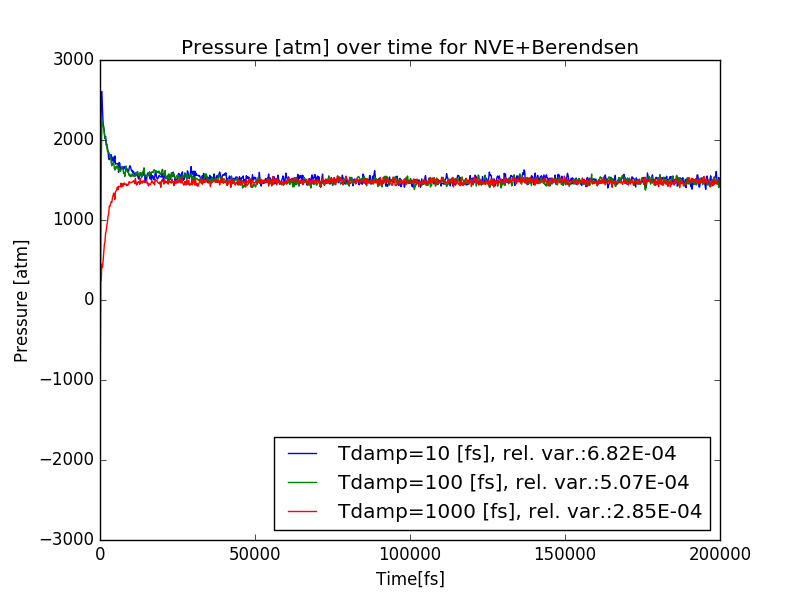 Pressure [atm] over time for NVE+Berendsen
3000
2000
1000
0
−1000
−2000
−3000
Pressure [atm]
Tdamp=10 [fs], rel. var.:6.82E-04
Tdamp=100 [fs], rel. var.:5.07E-04
Tdamp=1000 [fs], rel. var.:2.85E-04
0 50000 100000 150000 200000
Time[fs]